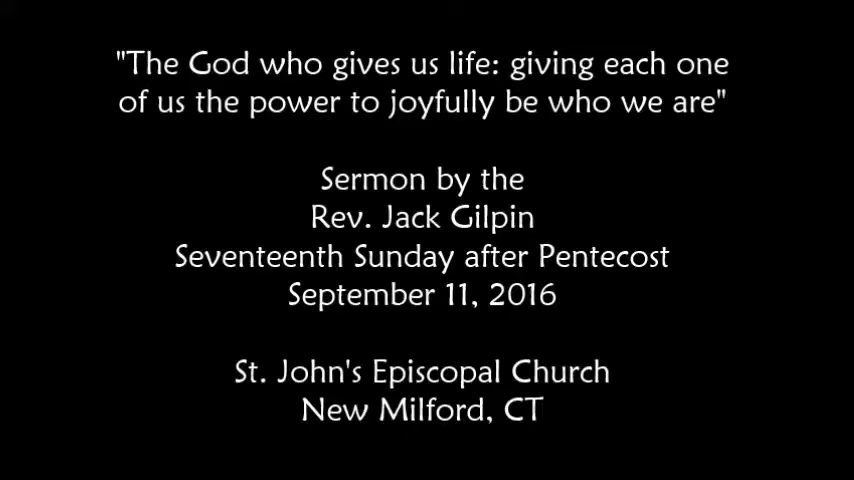 "The God who gives us life: giving each one
of us the power to joyfully be who we are"
Sermon by the
Rev. Jack Gilpin
Seventeenth Sunday after Pentecost
September 11, 2016
St. John's Episcopal Church
New Milford, CT